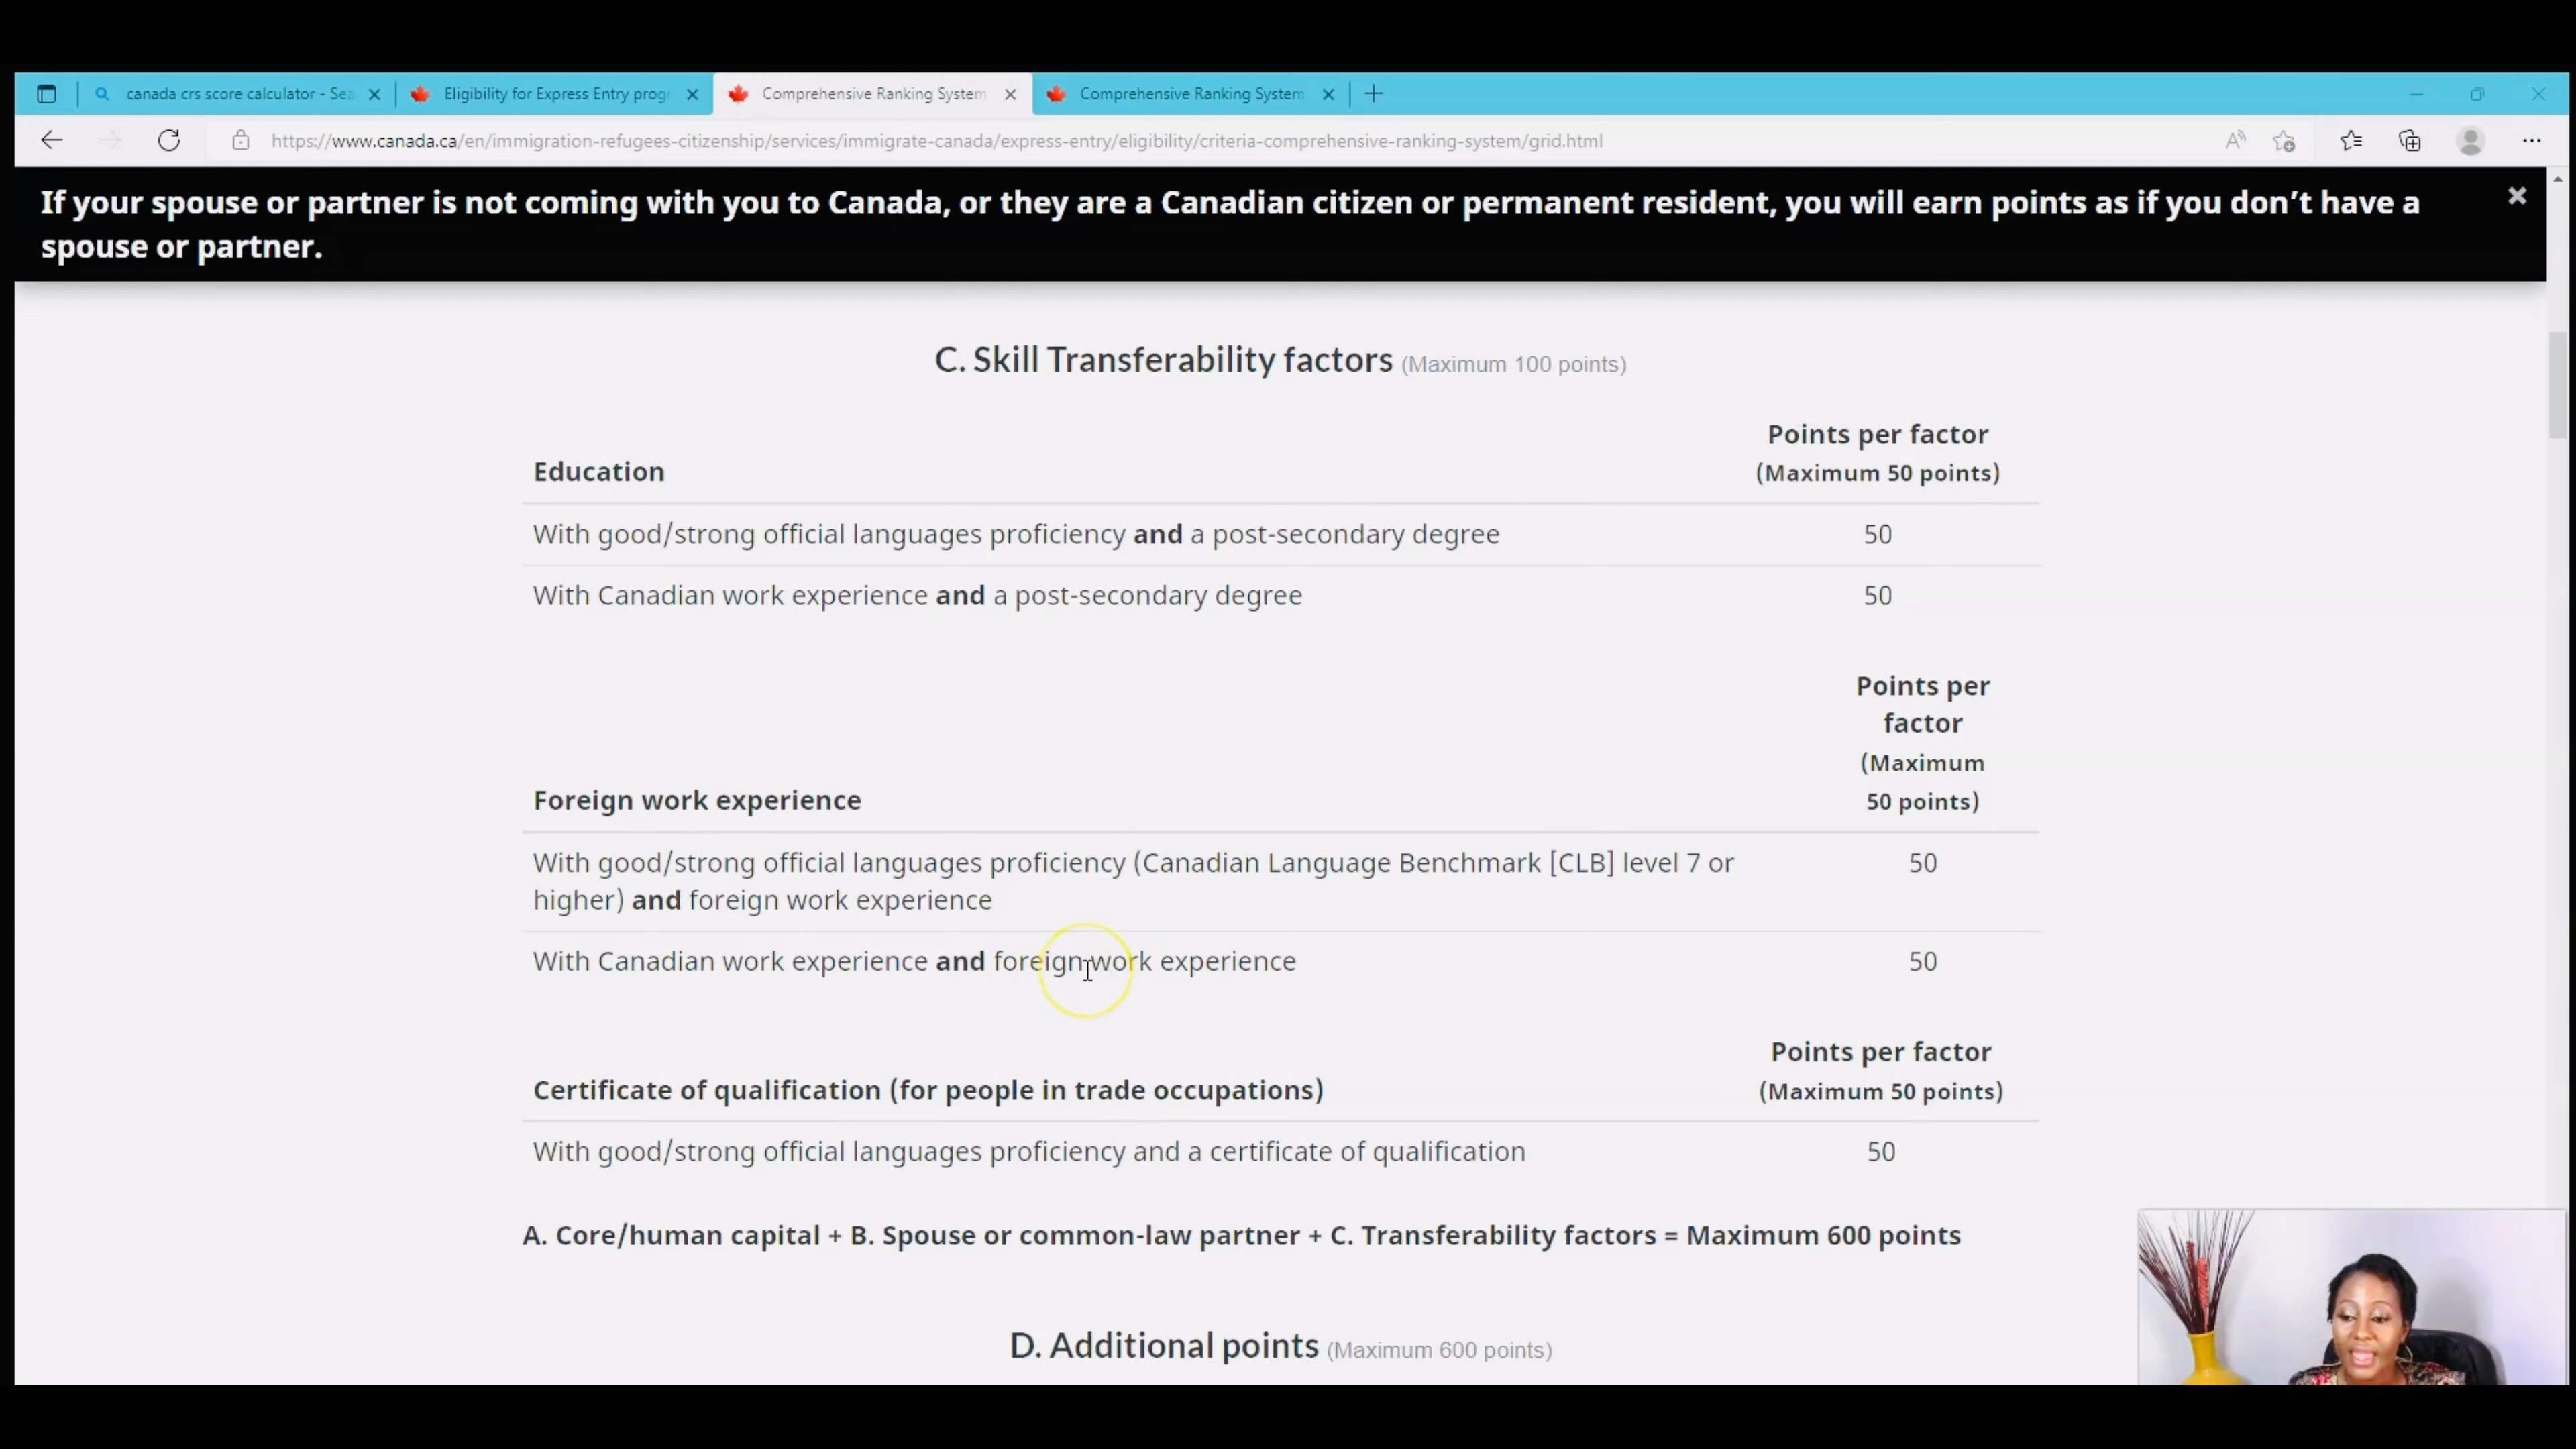 canada crs score calculator - Sea
Eligibility for Express Entry progr
Comprehensive Ranking System
Comprehensive Ranking System
https://www.canada.ca/en/immigration-refugees-citizenship/services/immigrate-canada/express-entry/eligibility/criteria-comprehensive-ranking-system/grid.html
If your spouse or partner is not coming with you to Canada, or they are a Canadian citizen or permanent resident, you will earn points as if you don’t have a
spouse or partner.
C. Skill Transferability factors (Maximum 100 points)
Education
Points per factor
(Maximum 50 points)
With good/strong official languages proficiency and a post-secondary degree 50
With Canadian work experience and a post-secondary degree 50
Foreign work experience
Points per
factor
(Maximum
50 points)
With good/strong official languages proficiency (Canadian Language Benchmark [CLB] level 7 or 50
higher) and foreign work experience
With Canadian work experience and foreign work experience 50
Certificate of qualification (for people in trade occupations)
Points per factor
(Maximum 50 points)
With good/strong official languages proficiency and a certificate of qualification 50
A. Core/human capital + B. Spouse or common-law partner + C. Transferability factors = Maximum 600 points
D. Additional points (Maximum 600 points)